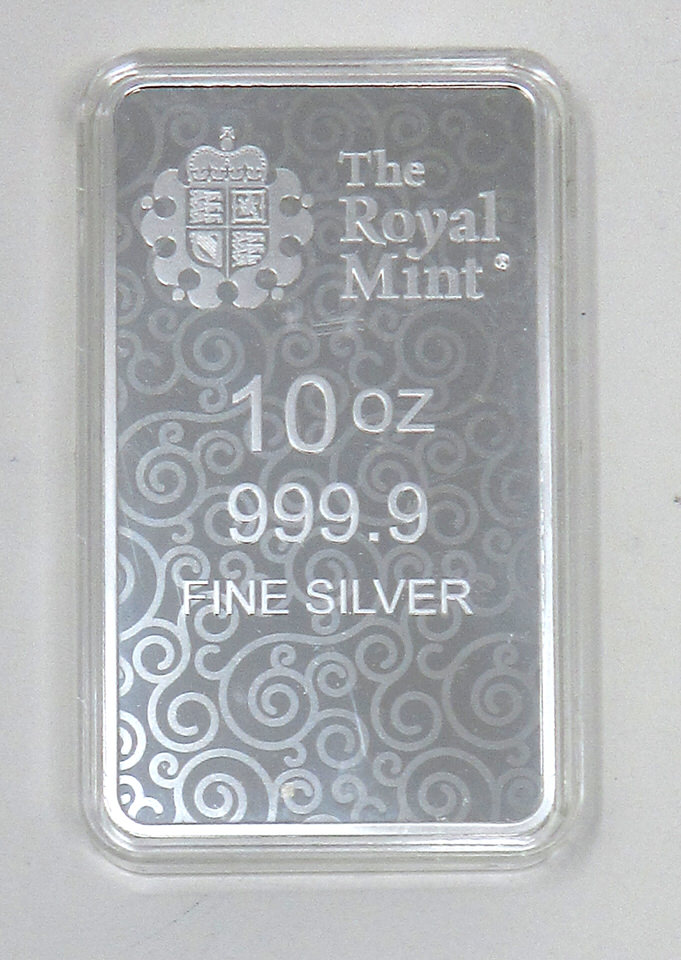 The
Royal
Mint®
10 OZ
999.9
FINE SILVER